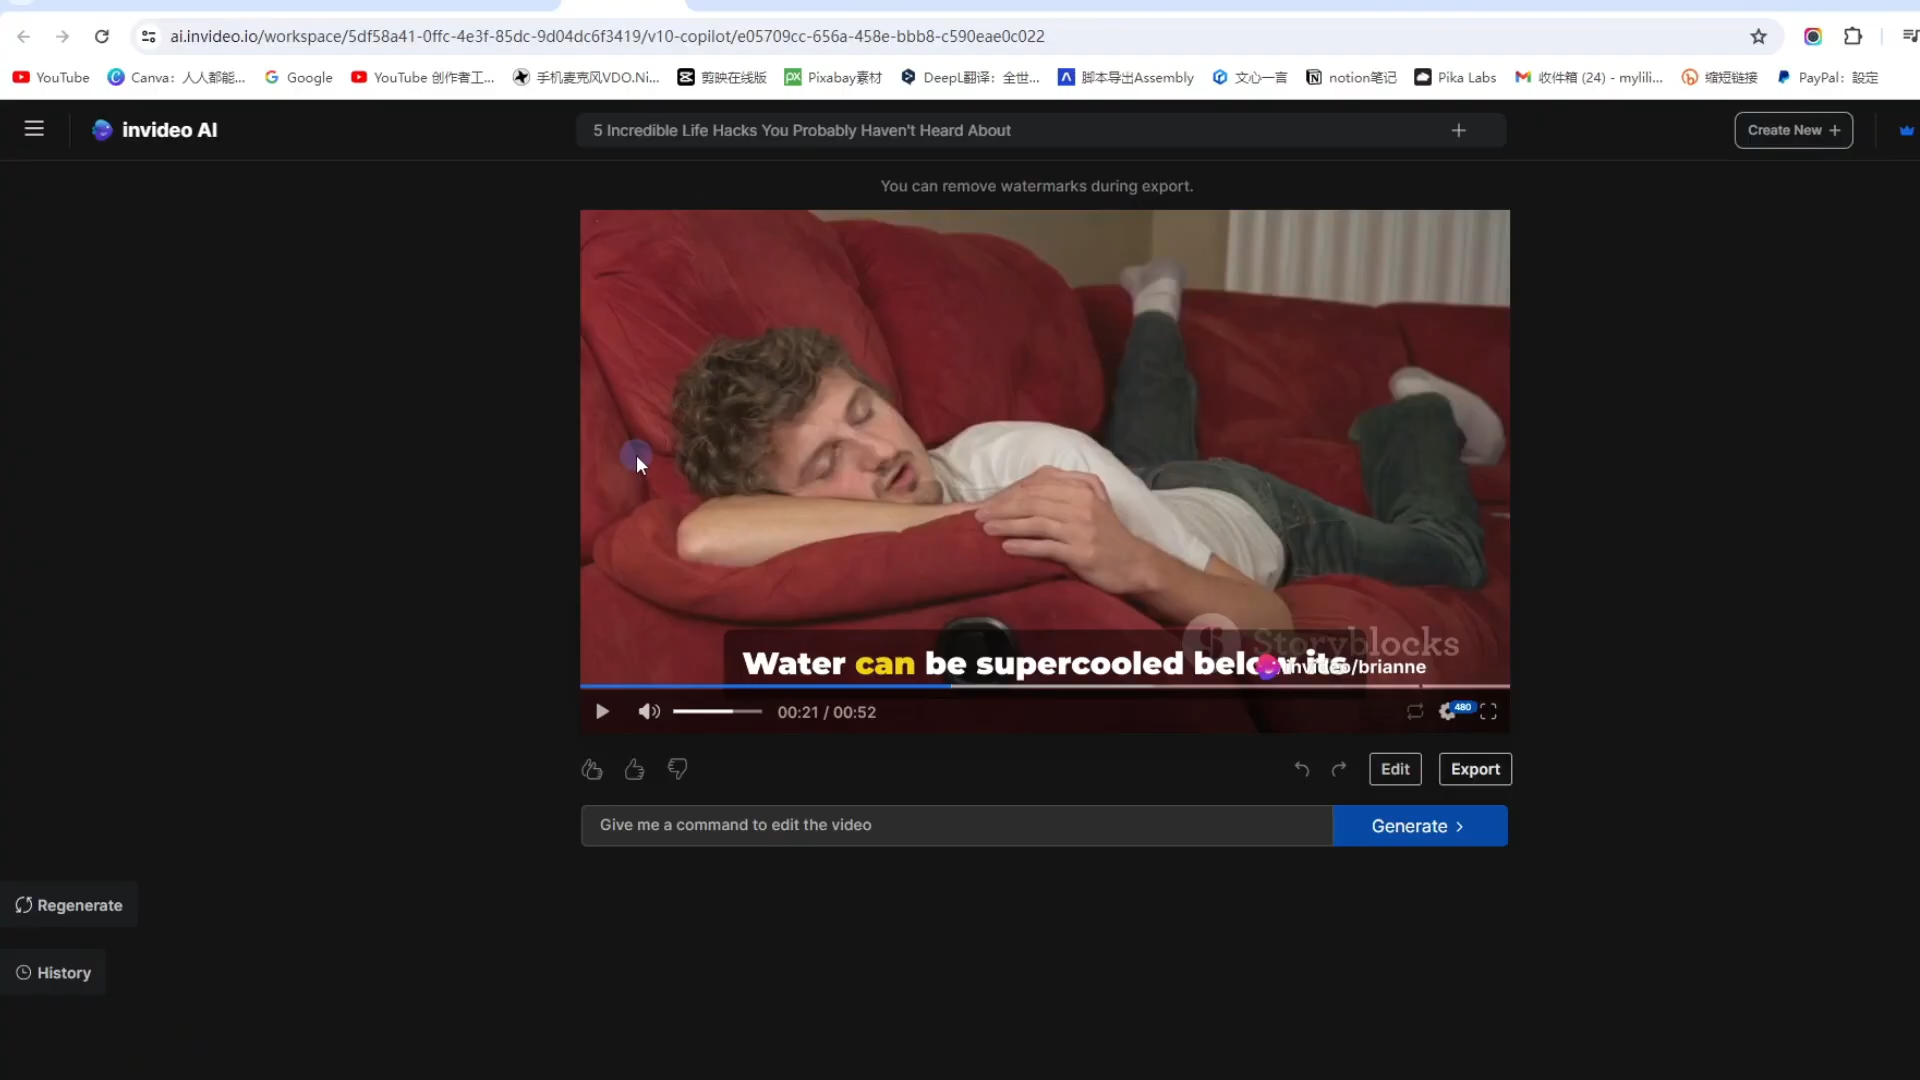 ai.invideo.io/workspace/5df58a41-0ffc-4e3f-85dc-9d04dc6f3419/v10-copilot/e05709cc-656a-458e-bbb8-c590eae0c022
YouTube Canva：人人都能... Google YouTube 创作者工... 手机麦克风VDO.Ni... 剪映在线版 Pixabay素材 DeepL翻译：全世... 脚本导出Assembly 文心一言 notion笔记 Pika Labs 收件箱 (24) - mylili... 缩短链接 PayPal：設定
invideo AI
5 Incredible Life Hacks You Probably Haven't Heard About
Create New +
You can remove watermarks during export.
Storyblocks
Water can be supercooled below its
invideo/brianne
00:21 / 00:52
480
Edit
Export
Give me a command to edit the video
Generate >
Regenerate
History